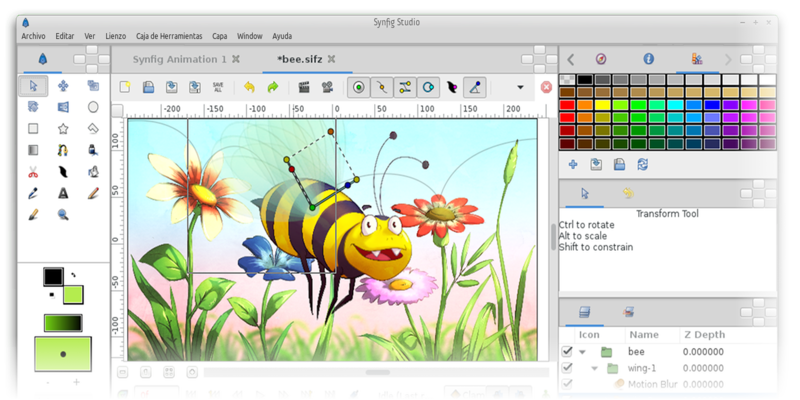 Synfig Studio
Archivo Editar Ver Lienzo Caja de Herramientas Capa Window Ayuda
Synfig Animation 1 *bee.sifz
SAVE ALL
-200 -150 -100 -50 0 50 100 150 200
100
50
0
-50
-100
Transform Tool
Ctrl to rotate
Alt to scale
Shift to constrain
Icon Name Z Depth
bee 0.000000
wing-1 0.000000
Motion Blur 0.000000